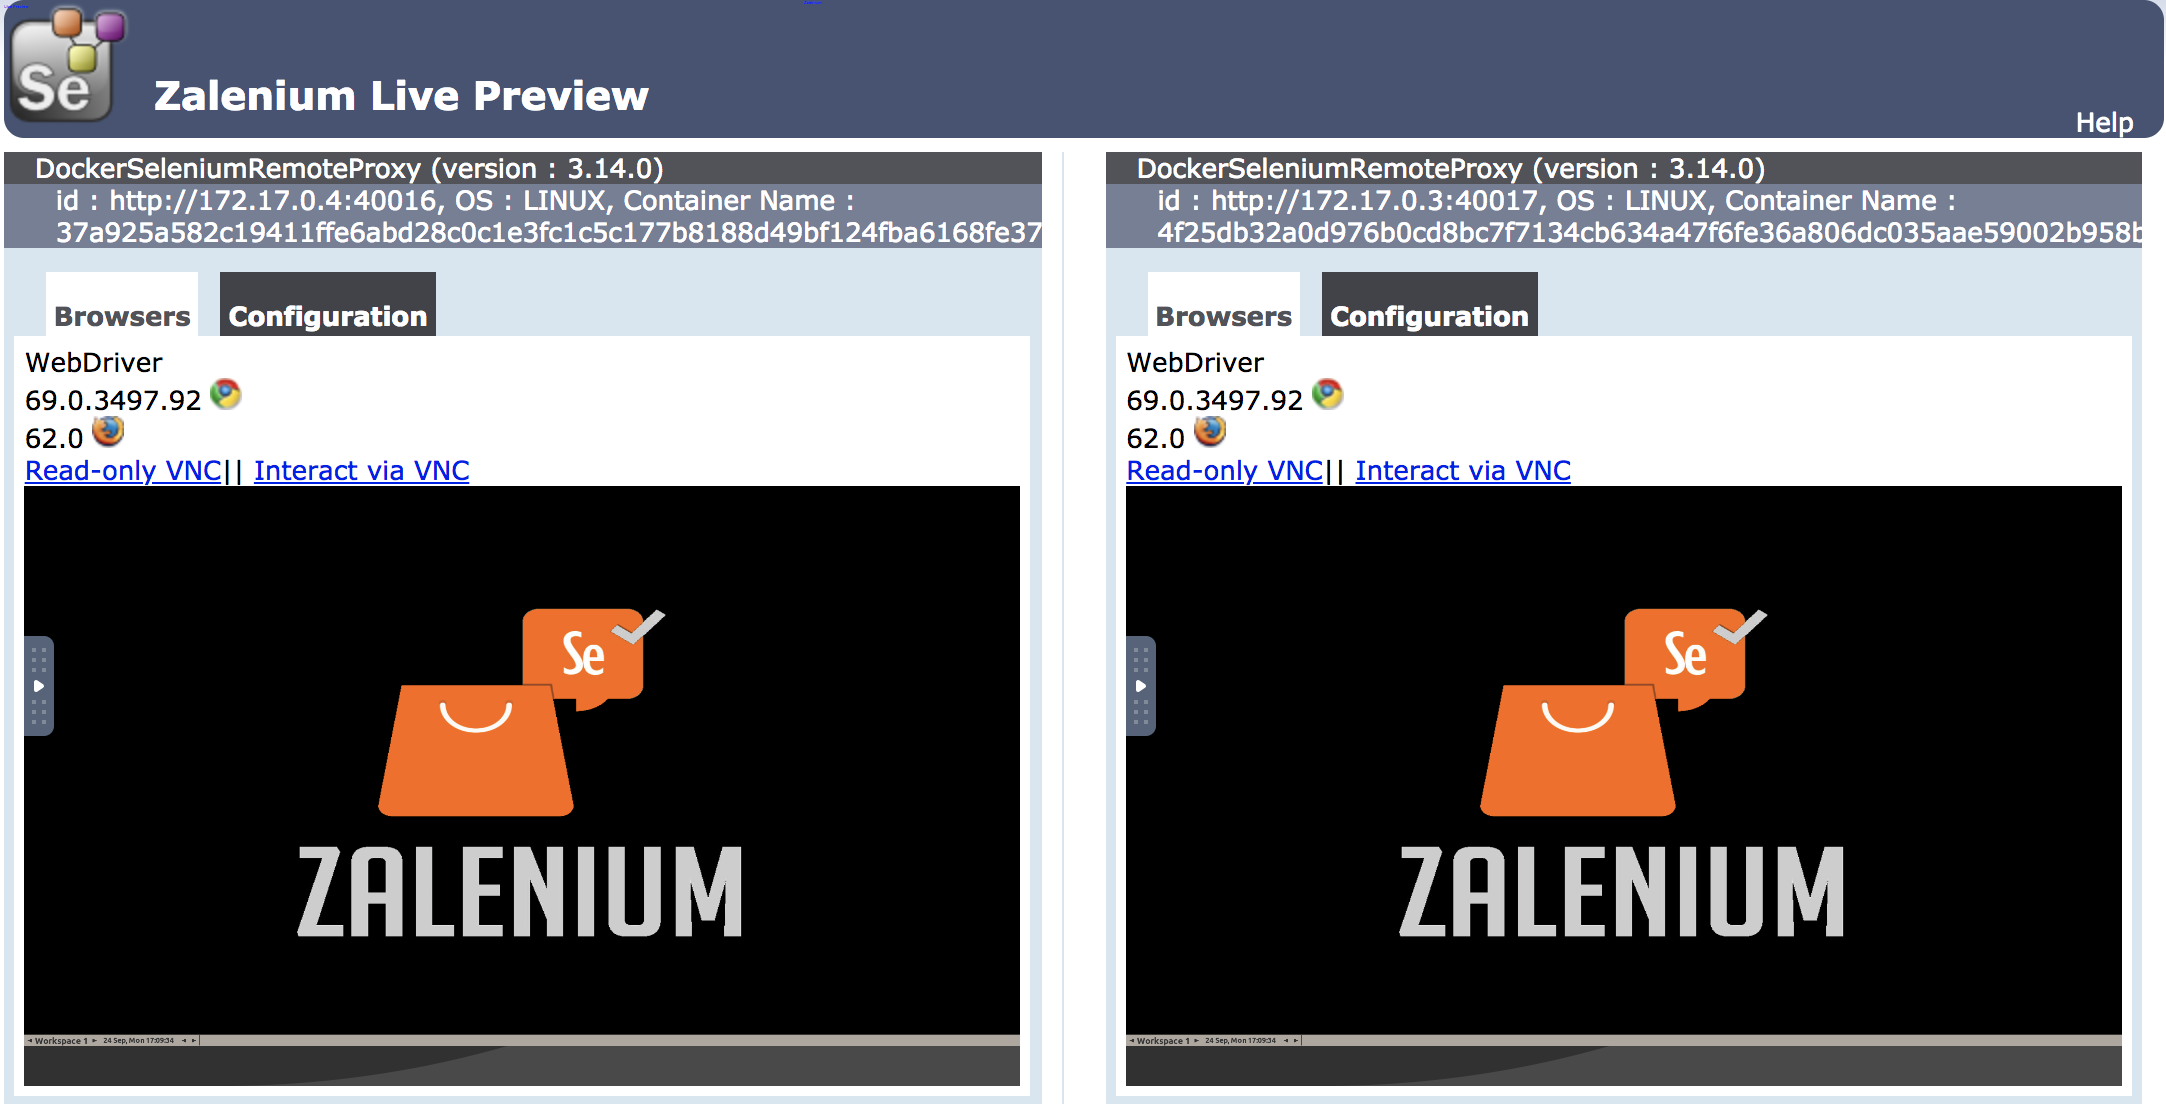 Se
Zalenium Live Preview
Help
DockerSeleniumRemoteProxy (version : 3.14.0)
id : http://172.17.0.4:40016, OS : LINUX, Container Name :
37a925a582c19411ffe6abd28c0c1e3fc1c5c177b8188d49bf124fba6168fe37
Browsers
Configuration
WebDriver
69.0.3497.92
62.0
Read-only VNC|| Interact via VNC
Se
ZALENIUM
Workspace 1
24 Sep, Mon 17:09:34
DockerSeleniumRemoteProxy (version : 3.14.0)
id : http://172.17.0.3:40017, OS : LINUX, Container Name :
4f25db32a0d976b0cd8bc7f7134cb634a47f6fe36a806dc035aae59002b958b
Browsers
Configuration
WebDriver
69.0.3497.92
62.0
Read-only VNC|| Interact via VNC
Se
ZALENIUM
Workspace 1
24 Sep, Mon 17:09:34